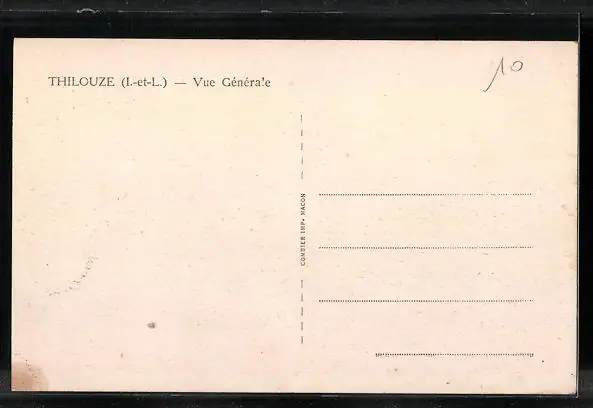 THILOUZE (I.-et-L.) — Vue Générale
10
COMBIER IMP. MACON